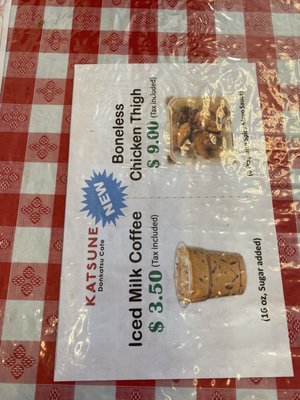 KATSUNE
Donkatsu Cafe
NEW
Iced Milk Coffee
$ 3.50 (Tax included)
(16 oz, Sugar added)
Boneless
Chicken Thigh
$ 9.00 (Tax included)
Sauce)